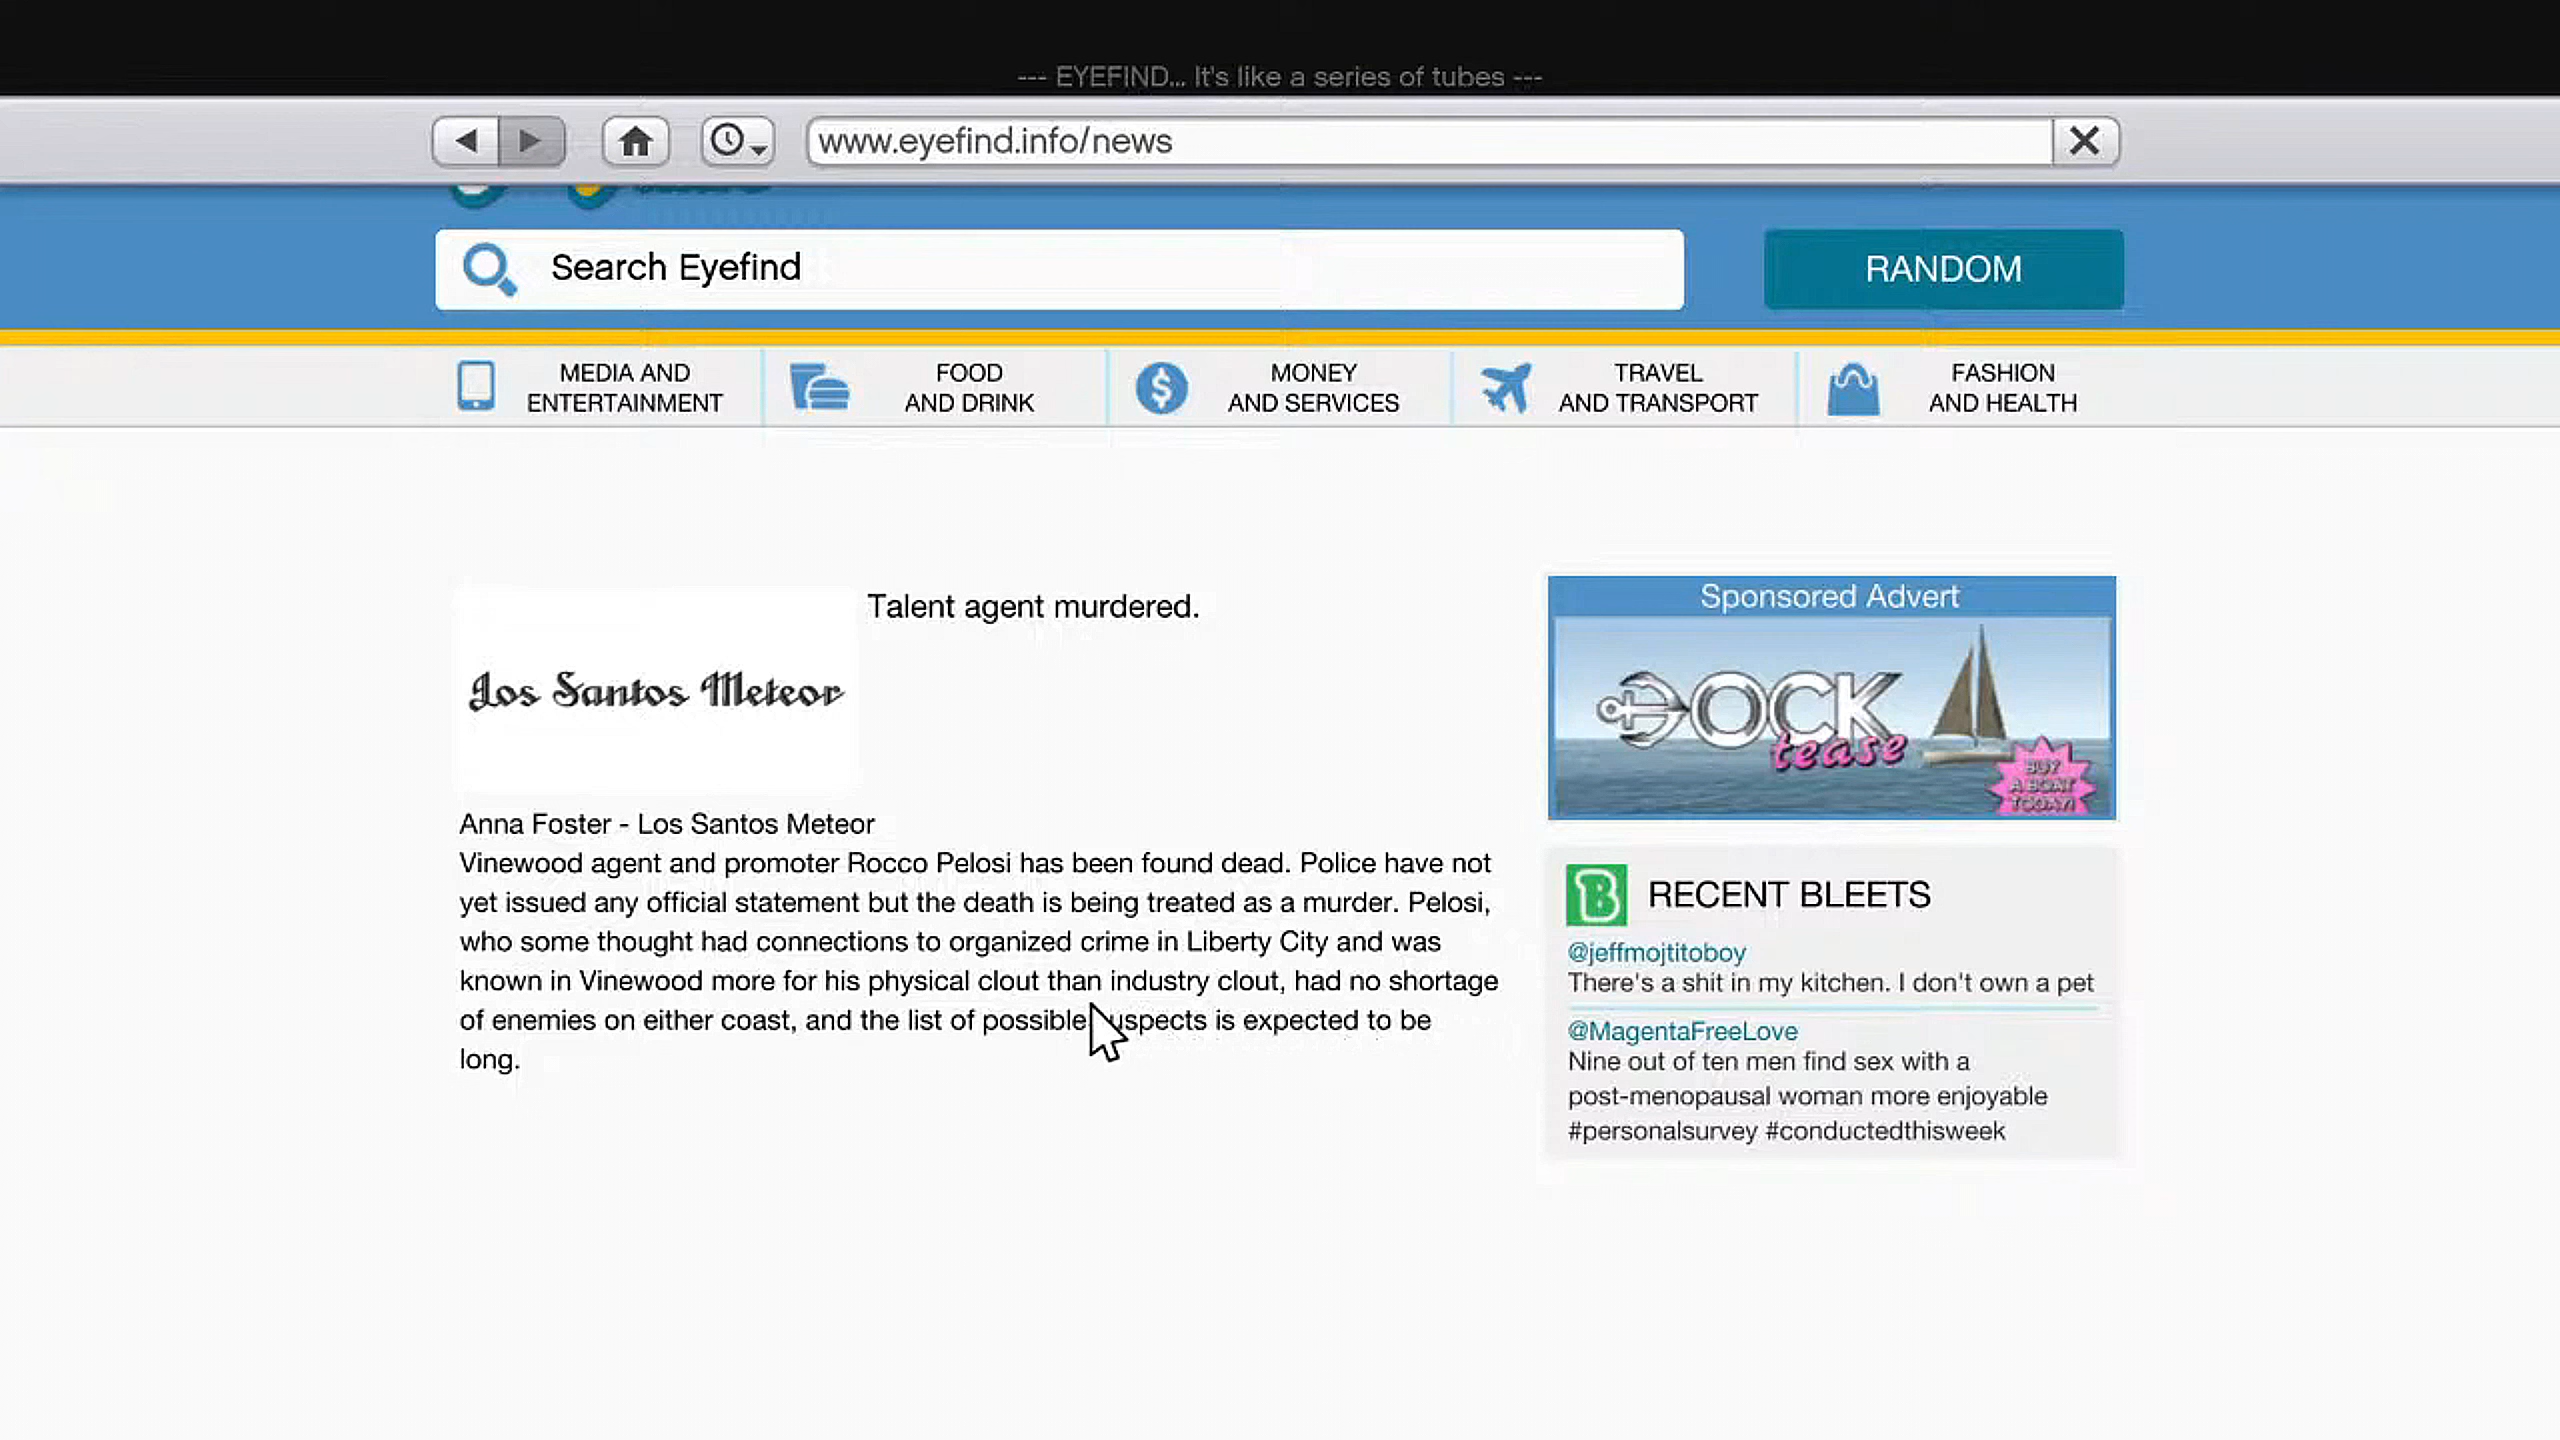 --- EYEFIND... It's like a series of tubes ---
www.eyefind.info/news
Search Eyefind
RANDOM
MEDIA AND
ENTERTAINMENT
FOOD
AND DRINK
MONEY
AND SERVICES
TRAVEL
AND TRANSPORT
FASHION
AND HEALTH
Talent agent murdered.
Los Santos Meteor
Anna Foster - Los Santos Meteor
Vinewood agent and promoter Rocco Pelosi has been found dead. Police have not
yet issued any official statement but the death is being treated as a murder. Pelosi,
who some thought had connections to organized crime in Liberty City and was
known in Vinewood more for his physical clout than industry clout, had no shortage
of enemies on either coast, and the list of possible suspects is expected to be
long.
Sponsored Advert
DOCK
tease
BUY
A BOAT
TODAY!
B RECENT BLEETS
@jeffmojtitoboy
There's a shit in my kitchen. I don't own a pet
@MagentaFreeLove
Nine out of ten men find sex with a
post-menopausal woman more enjoyable
#personalsurvey #conductedthisweek